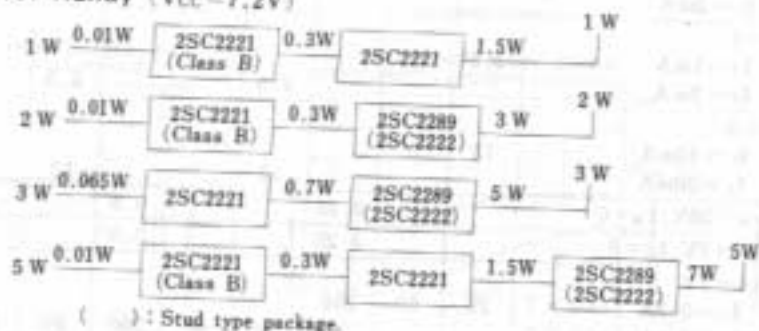 (VCC=7.2V)
1 W 0.01W 2SC2221 (Class B) 0.3W 2SC2221 1.5W 1 W
2 W 0.01W 2SC2221 (Class B) 0.3W 2SC2289 (2SC2222) 3 W 2 W
3 W 0.065W 2SC2221 0.7W 2SC2289 (2SC2222) 5 W 3 W
5 W 0.01W 2SC2221 (Class B) 0.3W 2SC2221 1.5W 2SC2289 (2SC2222) 7W 5W
( ) : Stud type package.